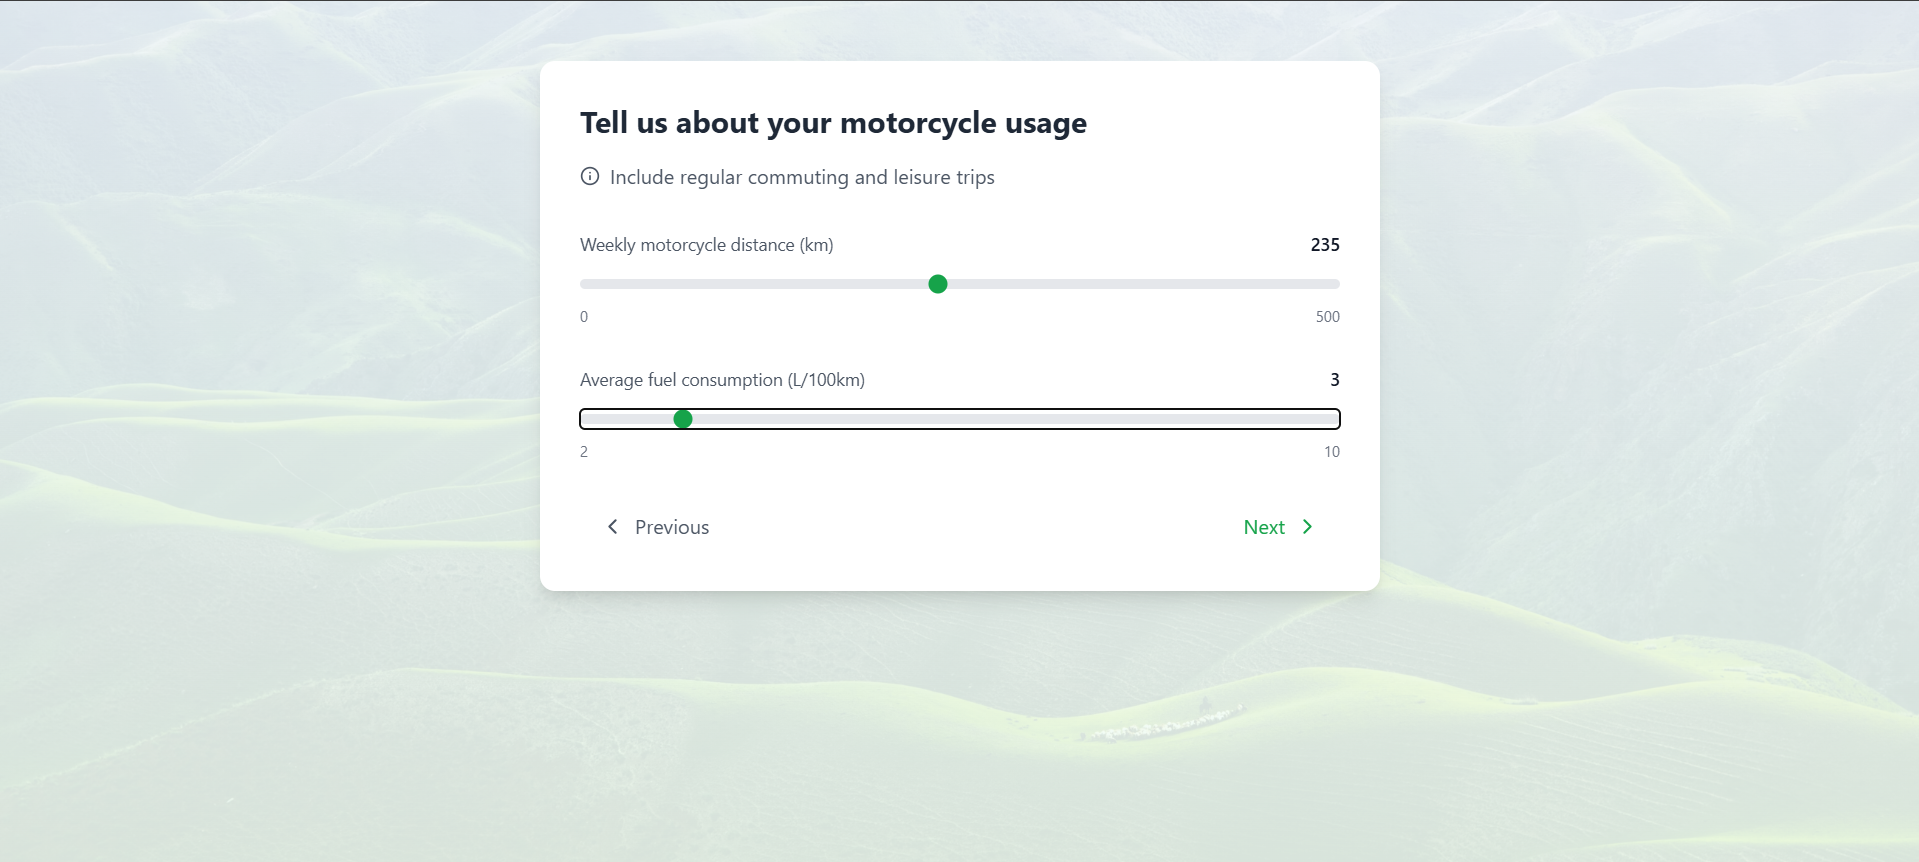 Tell us about your motorcycle usage
Include regular commuting and leisure trips
Weekly motorcycle distance (km) 235
0 500
Average fuel consumption (L/100km) 3
2 10
Previous Next